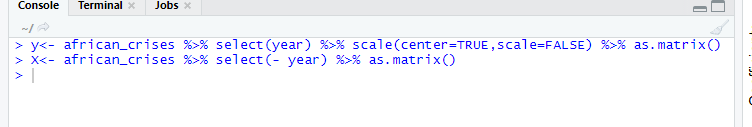 Console Terminal × Jobs ×
~/
> y<- african_crises %>% select(year) %>% scale(center=TRUE,scale=FALSE) %>% as.matrix()
> X<- african_crises %>% select(- year) %>% as.matrix()
>